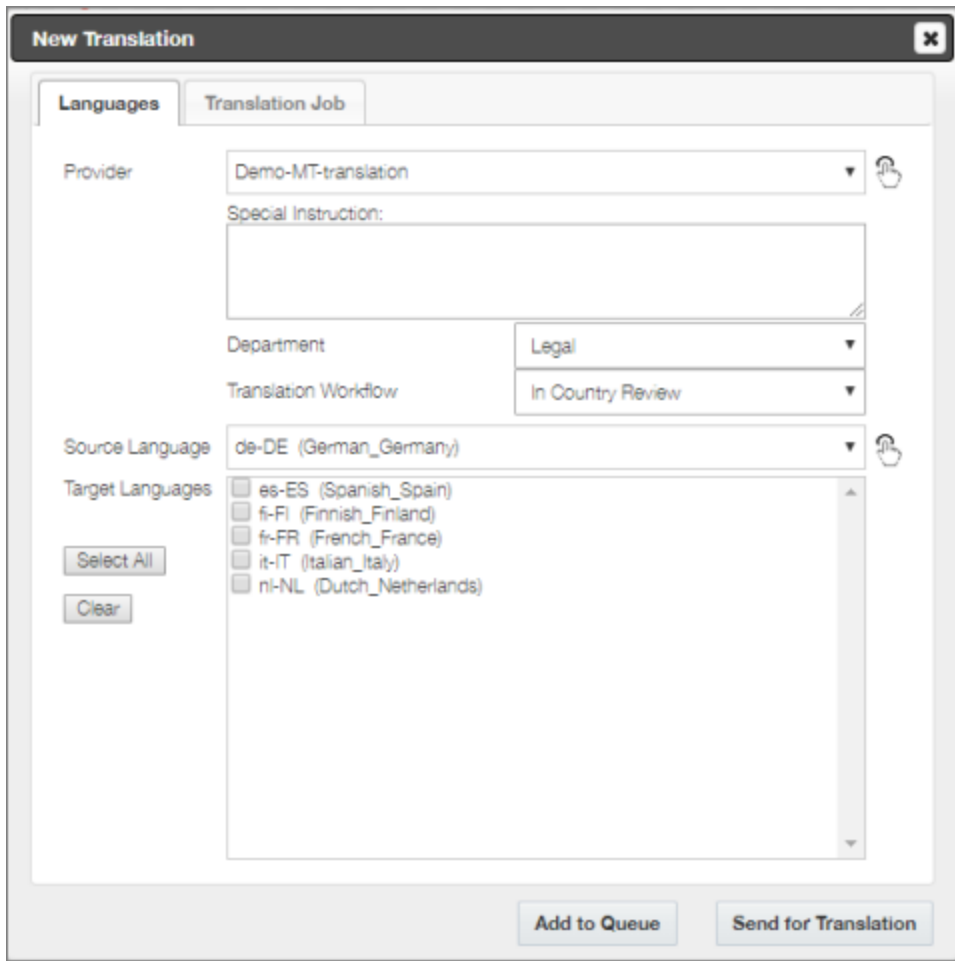 New Translation
Languages
Translation Job
Provider
Demo-MT-translation
Special Instruction:
Department
Legal
Translation Workflow
In Country Review
Source Language
de-DE (German_Germany)
Target Languages
es-ES (Spanish_Spain)
fi-FI (Finnish_Finland)
fr-FR (French_France)
it-IT (Italian_Italy)
nl-NL (Dutch_Netherlands)
Select All
Clear
Add to Queue
Send for Translation